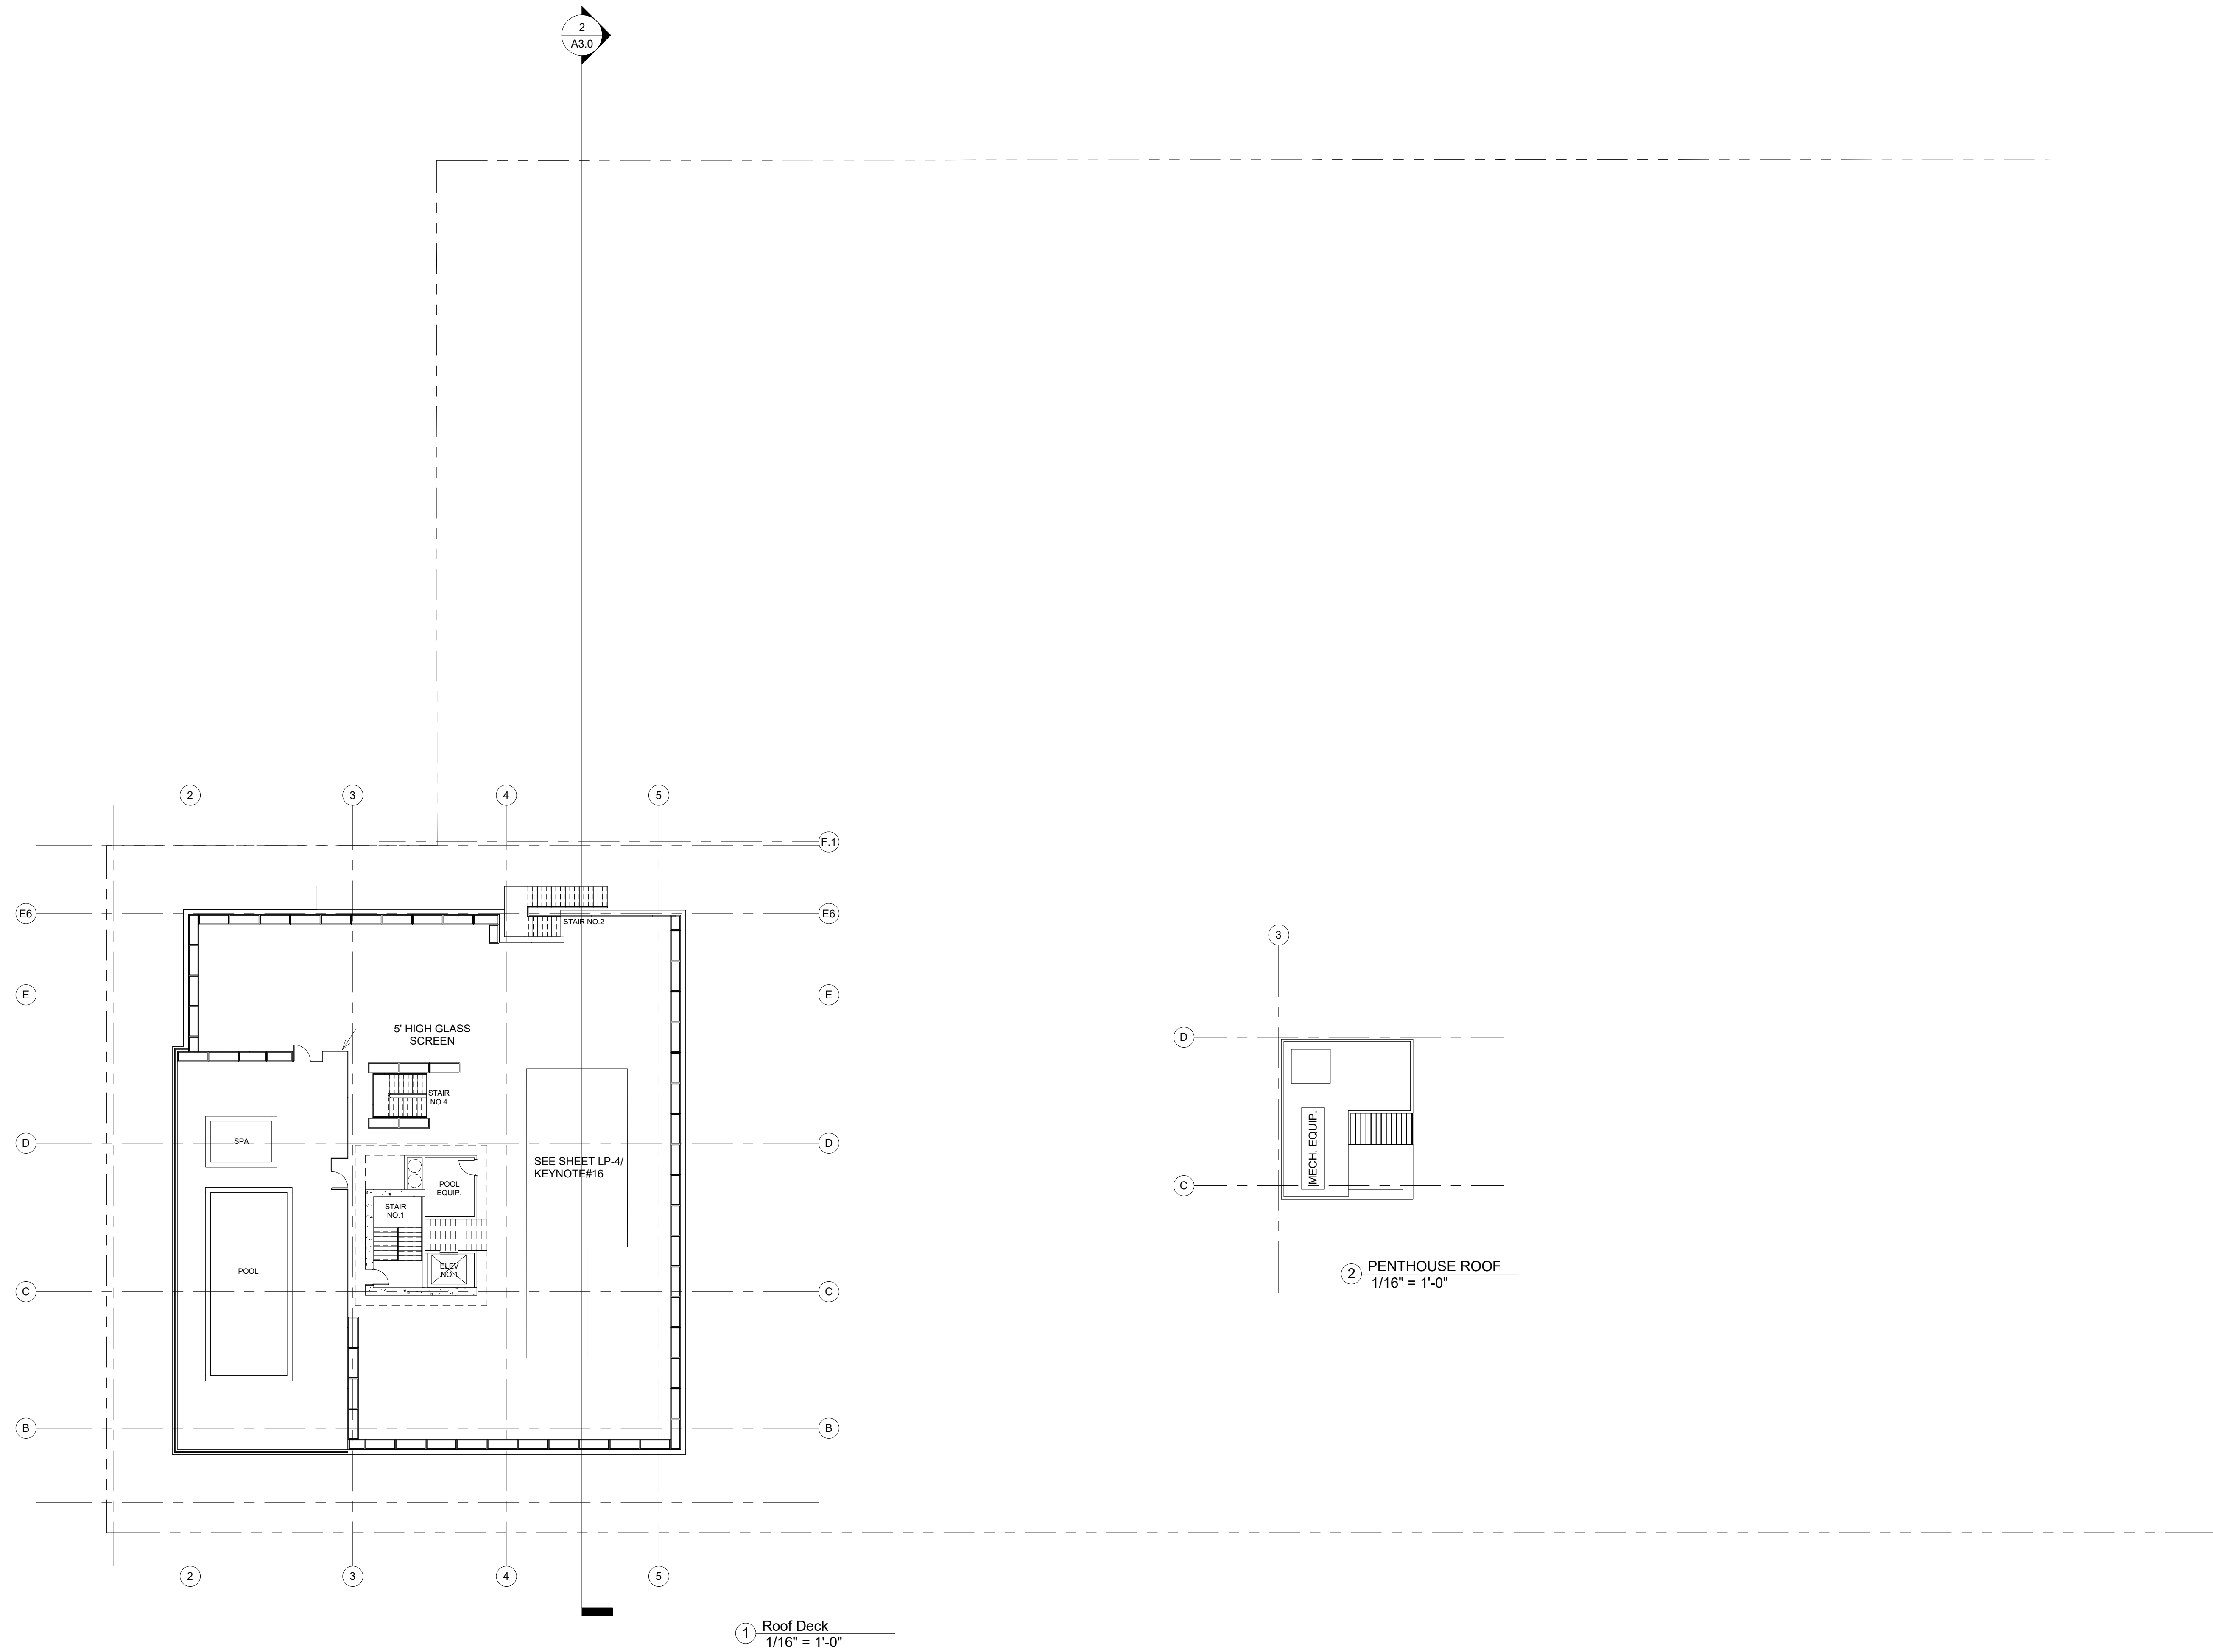 2
A3.0
2
3
4
5
F.1
E6
E6
STAIR NO.2
3
E
E
5' HIGH GLASS
SCREEN
D
MECH. EQUIP.
STAIR
NO.4
SPA
D
D
SEE SHEET LP-4/
KEYNOTE#16
POOL
EQUIP.
C
STAIR
NO.1
ELEV
NO.1
POOL
2
PENTHOUSE ROOF
1/16" = 1'-0"
C
C
B
B
2
3
4
5
1
Roof Deck
1/16" = 1'-0"